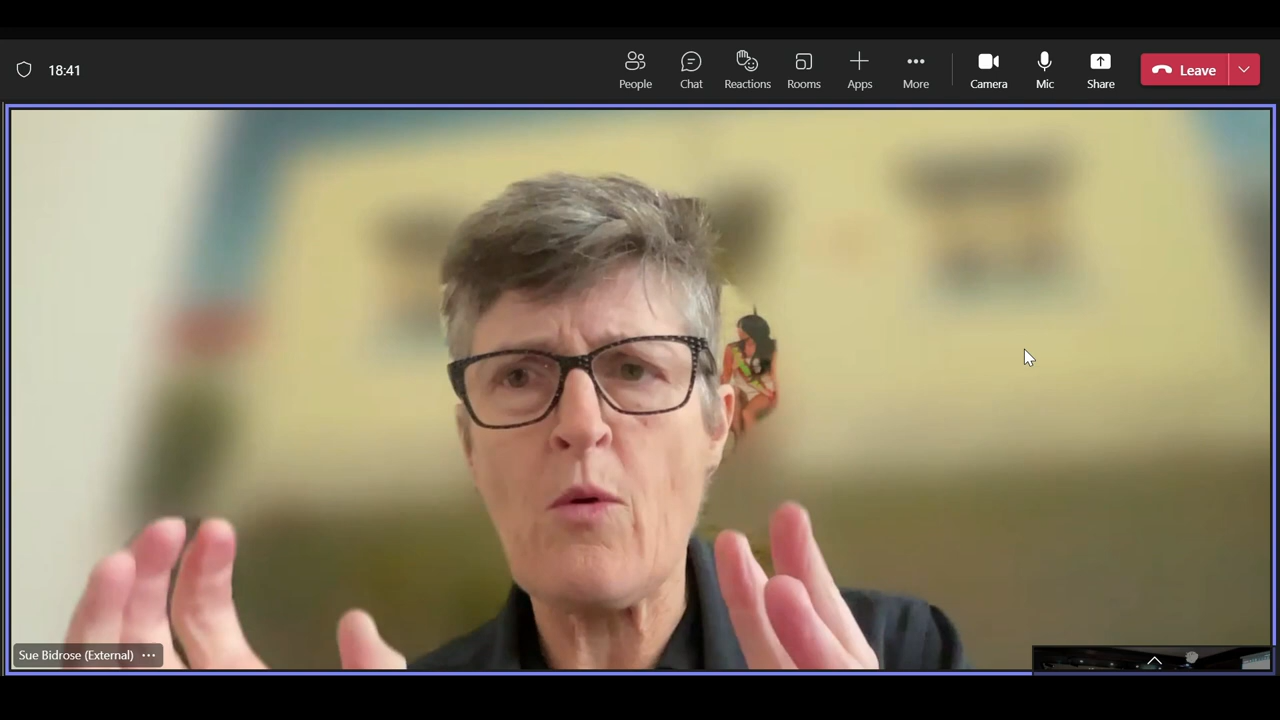 18:41
People
Chat
Reactions
Rooms
Apps
More
Camera
Mic
Share
Leave
Sue Bidrose (External)